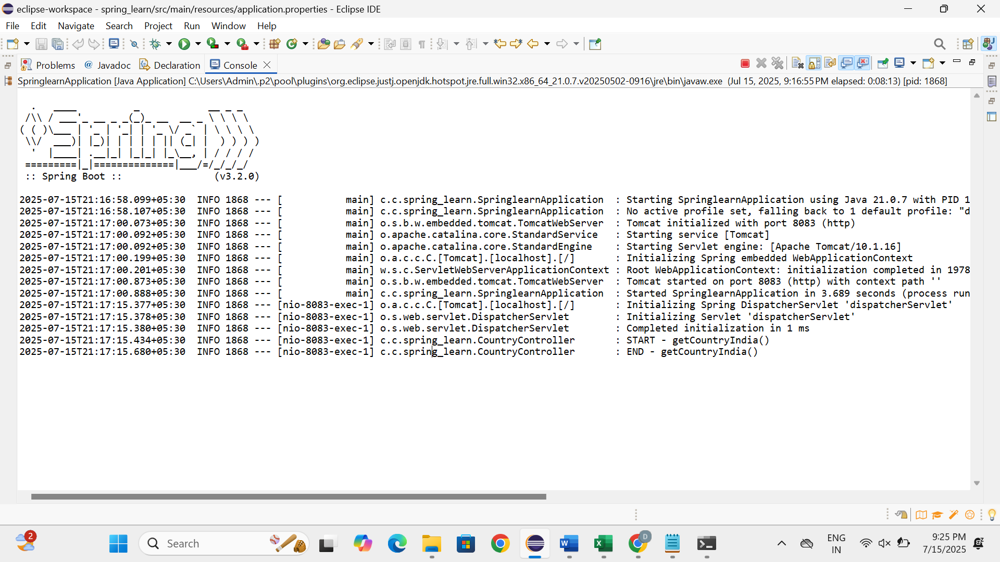 eclipse-workspace - spring_learn/src/main/resources/application.properties - Eclipse IDE
File Edit Navigate Search Project Run Window Help
Problems @ Javadoc Declaration Console
SpringlearnApplication [Java Application] C:\Users\Admin\.p2\pool\plugins\org.eclipse.justj.openjdk.hotspot.jre.full.win32.x86_64_21.0.7.v20250502-0916\jre\bin\javaw.exe (Jul 15, 2025, 9:16:55 PM elapsed: 0:08:13) [pid: 1868]
  .   ____          _            __ _ _
 /\\ / ___'_ __ _ _(_)_ __  __ _ \ \ \ \
( ( )\___ | '_ | '_| | '_ \/ _` | \ \ \ \
 \\/  ___)| |_)| | | | | || (_| |  ) ) ) )
  '  |____| .__|_| |_|_| |_\__, | / / / /
 =========|_|==============|___/=/_/_/_/
 :: Spring Boot ::                (v3.2.0)
2025-07-15T21:16:58.099+05:30  INFO 1868 --- [           main] c.c.spring_learn.SpringlearnApplication  : Starting SpringlearnApplication using Java 21.0.7 with PID 1
2025-07-15T21:16:58.107+05:30  INFO 1868 --- [           main] c.c.spring_learn.SpringlearnApplication  : No active profile set, falling back to 1 default profile: "d
2025-07-15T21:17:00.073+05:30  INFO 1868 --- [           main] o.s.b.w.embedded.tomcat.TomcatWebServer  : Tomcat initialized with port 8083 (http)
2025-07-15T21:17:00.092+05:30  INFO 1868 --- [           main] o.apache.catalina.core.StandardService   : Starting service [Tomcat]
2025-07-15T21:17:00.092+05:30  INFO 1868 --- [           main] o.apache.catalina.core.StandardEngine    : Starting Servlet engine: [Apache Tomcat/10.1.16]
2025-07-15T21:17:00.199+05:30  INFO 1868 --- [           main] o.a.c.c.C.[Tomcat].[localhost].[/]       : Initializing Spring embedded WebApplicationContext
2025-07-15T21:17:00.201+05:30  INFO 1868 --- [           main] w.s.c.ServletWebServerApplicationContext : Root WebApplicationContext: initialization completed in 1978
2025-07-15T21:17:00.873+05:30  INFO 1868 --- [           main] o.s.b.w.embedded.tomcat.TomcatWebServer  : Tomcat started on port 8083 (http) with context path ''
2025-07-15T21:17:00.888+05:30  INFO 1868 --- [           main] c.c.spring_learn.SpringlearnApplication  : Started SpringlearnApplication in 3.689 seconds (process run
2025-07-15T21:17:15.377+05:30  INFO 1868 --- [nio-8083-exec-1] o.a.c.c.C.[Tomcat].[localhost].[/]       : Initializing Spring DispatcherServlet 'dispatcherServlet'
2025-07-15T21:17:15.378+05:30  INFO 1868 --- [nio-8083-exec-1] o.s.web.servlet.DispatcherServlet        : Initializing Servlet 'dispatcherServlet'
2025-07-15T21:17:15.380+05:30  INFO 1868 --- [nio-8083-exec-1] o.s.web.servlet.DispatcherServlet        : Completed initialization in 1 ms
2025-07-15T21:17:15.434+05:30  INFO 1868 --- [nio-8083-exec-1] c.c.spring_learn.CountryController       : START - getCountryIndia()
2025-07-15T21:17:15.680+05:30  INFO 1868 --- [nio-8083-exec-1] c.c.spring_learn.CountryController       : END - getCountryIndia()
2
Search
D
ENG
IN
9:25 PM
7/15/2025